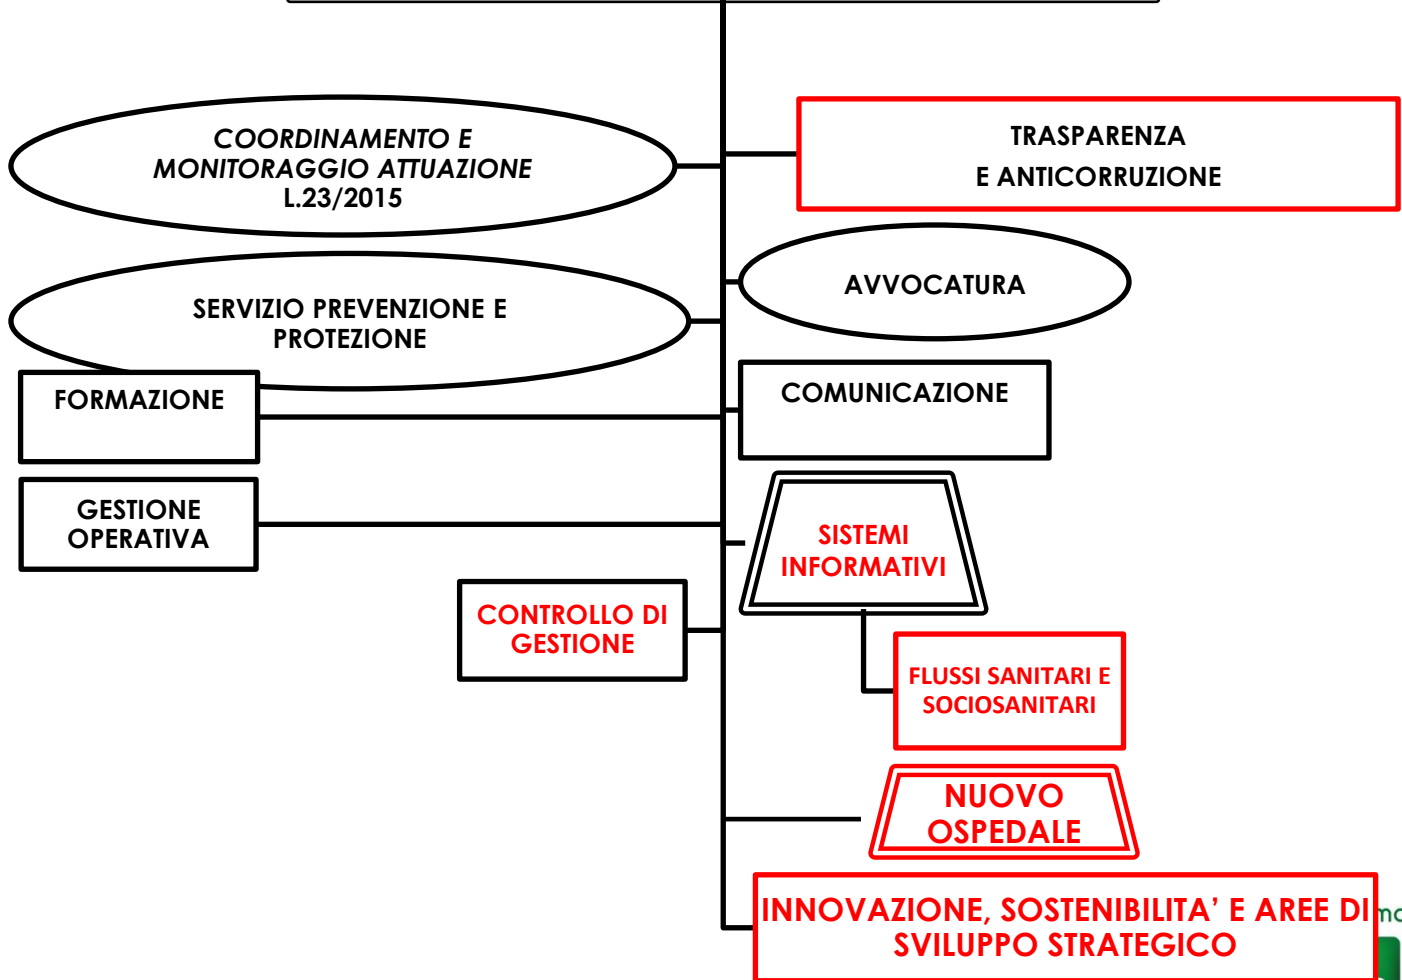 COORDINAMENTO E
MONITORAGGIO ATTUAZIONE
L.23/2015
TRASPARENZA
E ANTICORRUZIONE
SERVIZIO PREVENZIONE E
PROTEZIONE
AVVOCATURA
FORMAZIONE
COMUNICAZIONE
GESTIONE
OPERATIVA
SISTEMI
INFORMATIVI
CONTROLLO DI
GESTIONE
FLUSSI SANITARI E
SOCIOSANITARI
NUOVO
OSPEDALE
INNOVAZIONE, SOSTENIBILITA’ E AREE DI
SVILUPPO STRATEGICO